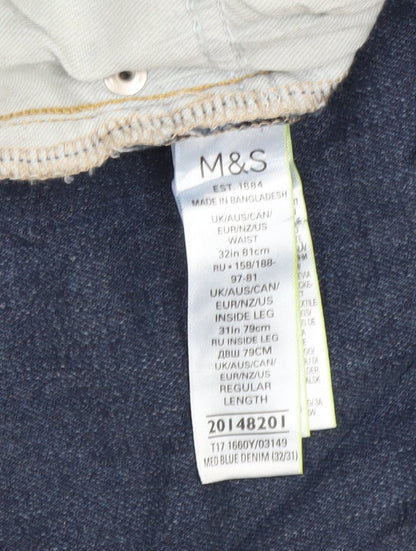 M&S
EST. 1884
MADE IN BANGLADESH
UK/AUS/CAN/
EUR/NZ/US
WAIST
32in 81cm
RU • 158/188-
97-81
UK/AUS/CAN/
EUR/NZ/US
INSIDE LEG
31in 79cm
RU INSIDE LEG
ДВШ 79CM
UK/AUS/CAN/
EUR/NZ/US
REGULAR
LENGTH
20148201
T17 1660Y/03149
MED BLUE DENIM (32/31)